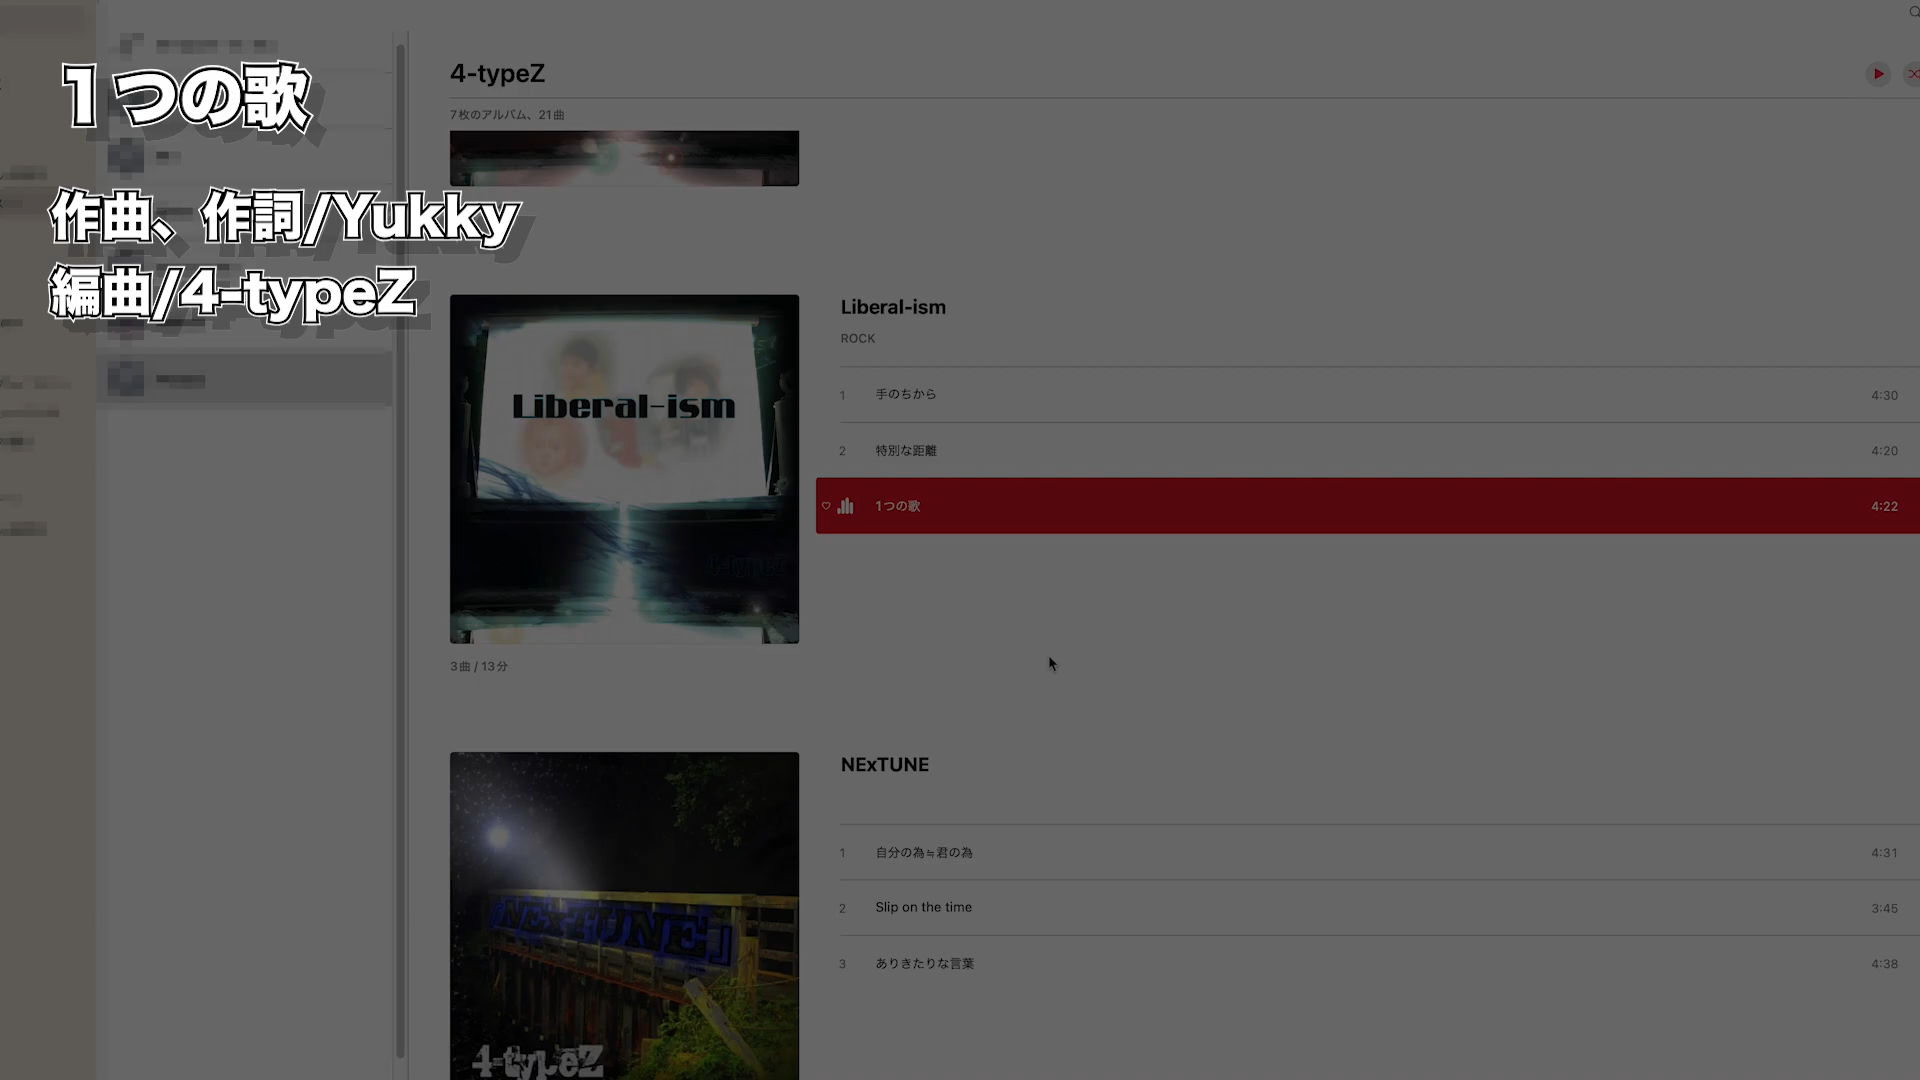 1つの歌
作曲、作詞/Yukky
編曲/4-typeZ
4-typeZ
7枚のアルバム、21曲
Liberal-ism
4-typeZ
3曲 / 13分
Liberal-ism
ROCK
1 手のちから 4:30
2 特別な距離 4:20
1つの歌 4:22
NExTUNE
4-typeZ
NExTUNE
1 自分の為≒君の為 4:31
2 Slip on the time 3:45
3 ありきたりな言葉 4:38